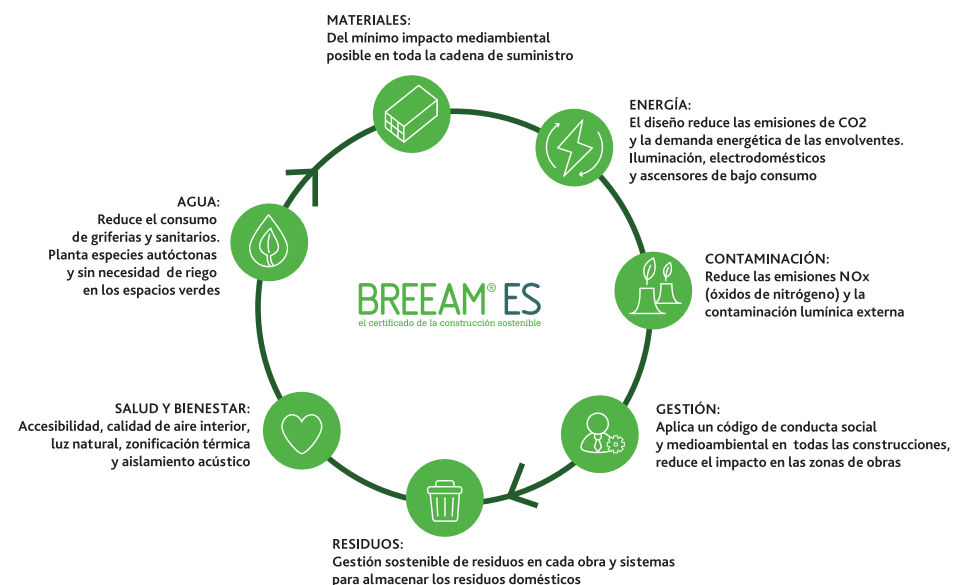 MATERIALES:
Del mínimo impacto mediambiental
posible en toda la cadena de suministro
ENERGÍA:
El diseño reduce las emisiones de CO2
y la demanda energética de las envolventes.
Iluminación, electrodomésticos
y ascensores de bajo consumo
CONTAMINACIÓN:
Reduce las emisiones NOx
(óxidos de nitrógeno) y la
contaminación lumínica externa
GESTIÓN:
Aplica un código de conducta social
y medioambiental en todas las construcciones,
reduce el impacto en las zonas de obras
RESIDUOS:
Gestión sostenible de residuos en cada obra y sistemas
para almacenar los residuos domésticos
SALUD Y BIENESTAR:
Accesibilidad, calidad de aire interior,
luz natural, zonificación térmica
y aislamiento acústico
AGUA:
Reduce el consumo
de griferias y sanitarios.
Planta especies autóctonas
y sin necesidad de riego
en los espacios verdes
BREEAM® ES
el certificado de la construcción sostenible